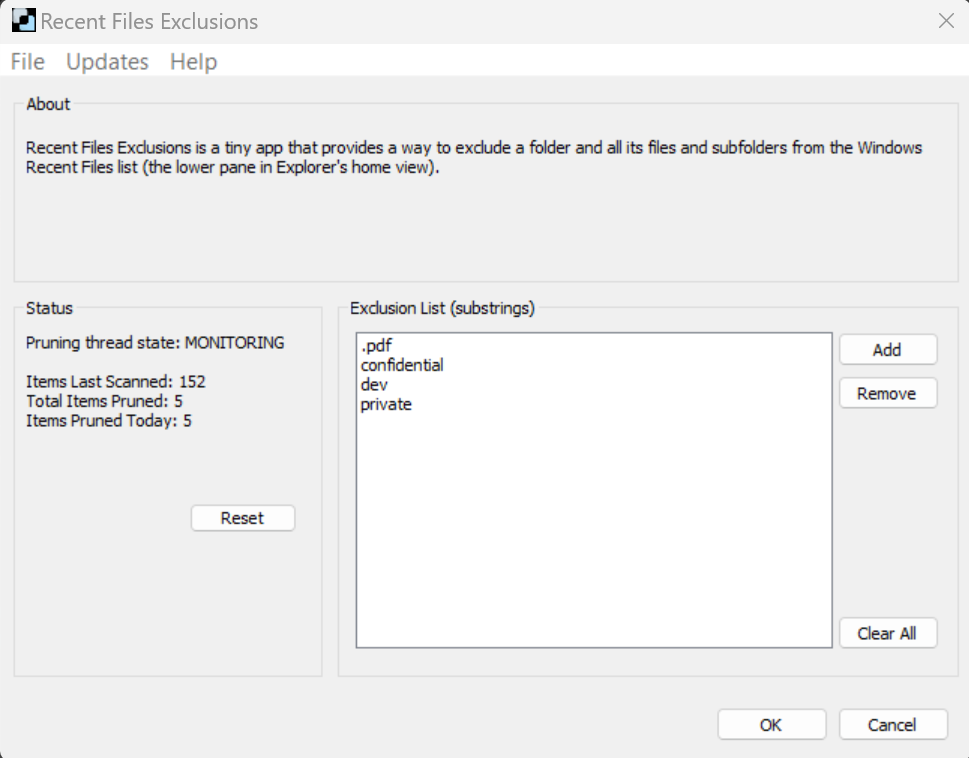 Recent Files Exclusions
File Updates Help
About
Recent Files Exclusions is a tiny app that provides a way to exclude a folder and all its files and subfolders from the Windows
Recent Files list (the lower pane in Explorer's home view).
Status
Pruning thread state: MONITORING
Items Last Scanned: 152
Total Items Pruned: 5
Items Pruned Today: 5
Reset
Exclusion List (substrings)
.pdf
confidential
dev
private
Add
Remove
Clear All
OK
Cancel